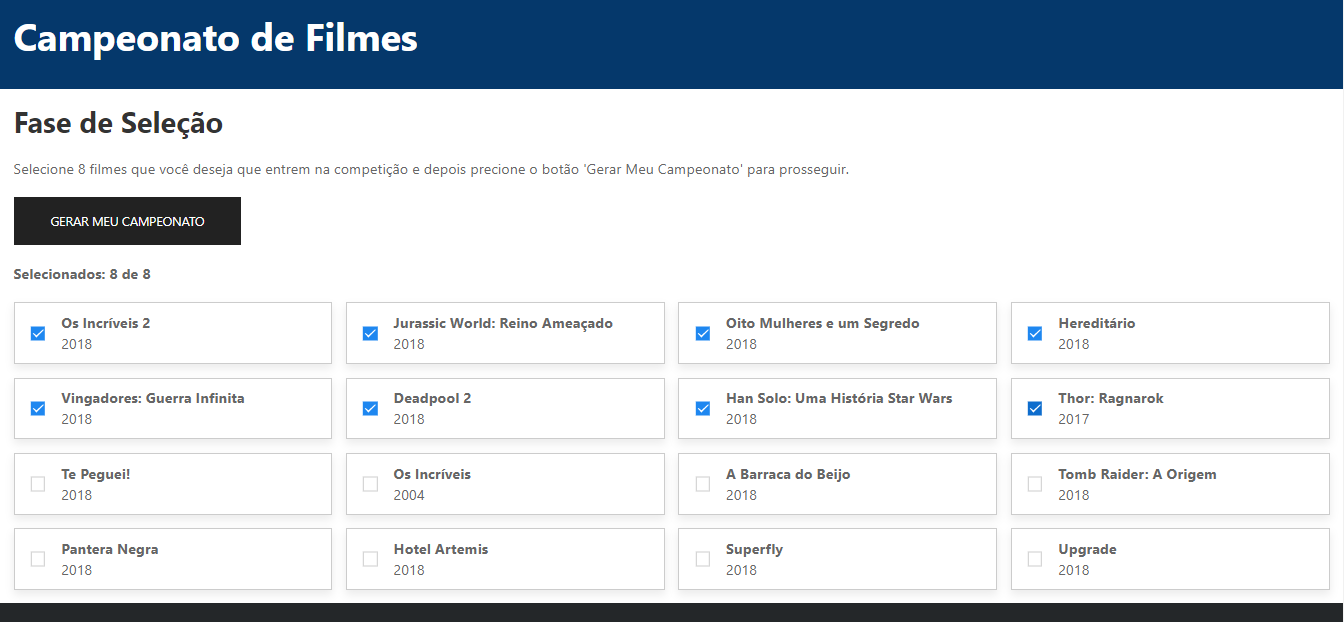 Campeonato de Filmes
Fase de Seleção
Selecione 8 filmes que você deseja que entrem na competição e depois precione o botão 'Gerar Meu Campeonato' para prosseguir.
GERAR MEU CAMPEONATO
Selecionados: 8 de 8
Os Incríveis 2
2018
Jurassic World: Reino Ameaçado
2018
Oito Mulheres e um Segredo
2018
Hereditário
2018
Vingadores: Guerra Infinita
2018
Deadpool 2
2018
Han Solo: Uma História Star Wars
2018
Thor: Ragnarok
2017
Te Peguei!
2018
Os Incríveis
2004
A Barraca do Beijo
2018
Tomb Raider: A Origem
2018
Pantera Negra
2018
Hotel Artemis
2018
Superfly
2018
Upgrade
2018